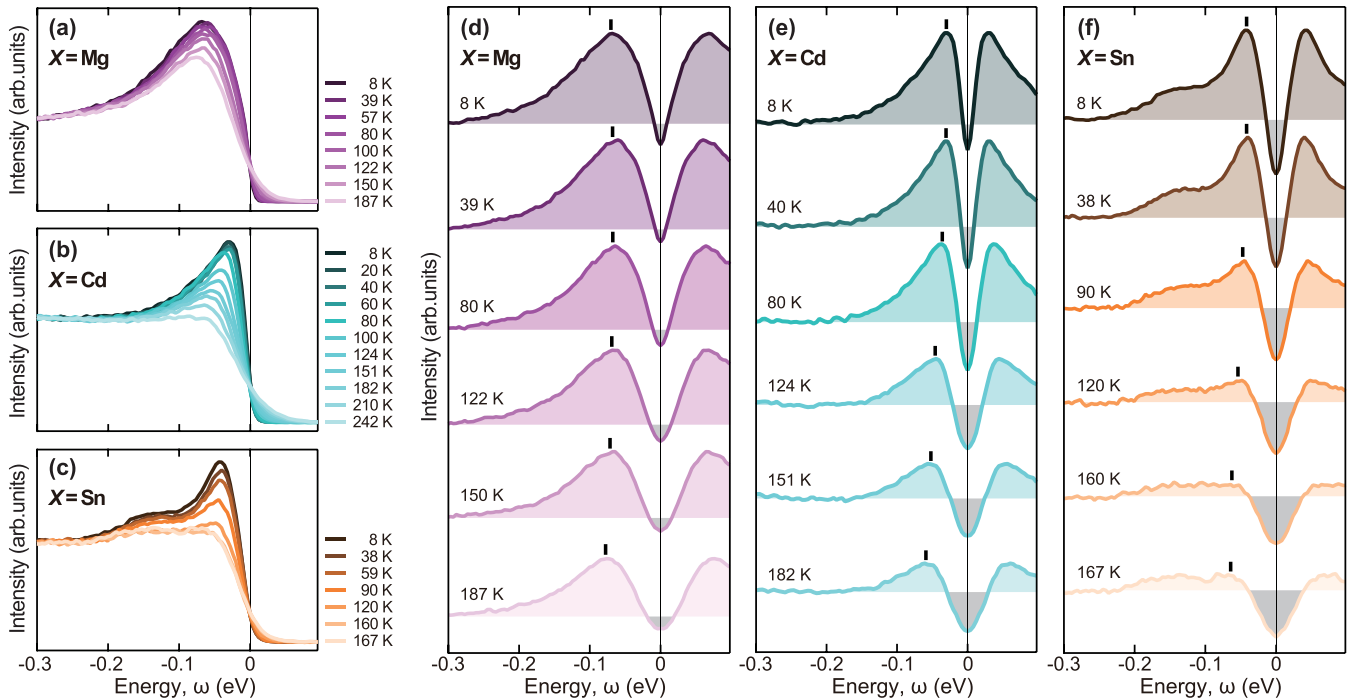 (a)
X = Mg
8 K
39 K
57 K
80 K
100 K
122 K
150 K
187 K
Intensity (arb.units)
(b)
X = Cd
8 K
20 K
40 K
60 K
80 K
100 K
124 K
151 K
182 K
210 K
242 K
Intensity (arb.units)
(c)
X = Sn
8 K
38 K
59 K
90 K
120 K
160 K
167 K
Intensity (arb.units)
-0.3 -0.2 -0.1 0
Energy, ω (eV)
(d)
X = Mg
8 K
39 K
80 K
122 K
150 K
187 K
Intensity (arb.units)
-0.3 -0.2 -0.1 0
Energy, ω (eV)
(e)
X = Cd
8 K
40 K
80 K
124 K
151 K
182 K
-0.3 -0.2 -0.1 0
Energy, ω (eV)
(f)
X = Sn
8 K
38 K
90 K
120 K
160 K
167 K
-0.3 -0.2 -0.1 0
Energy, ω (eV)